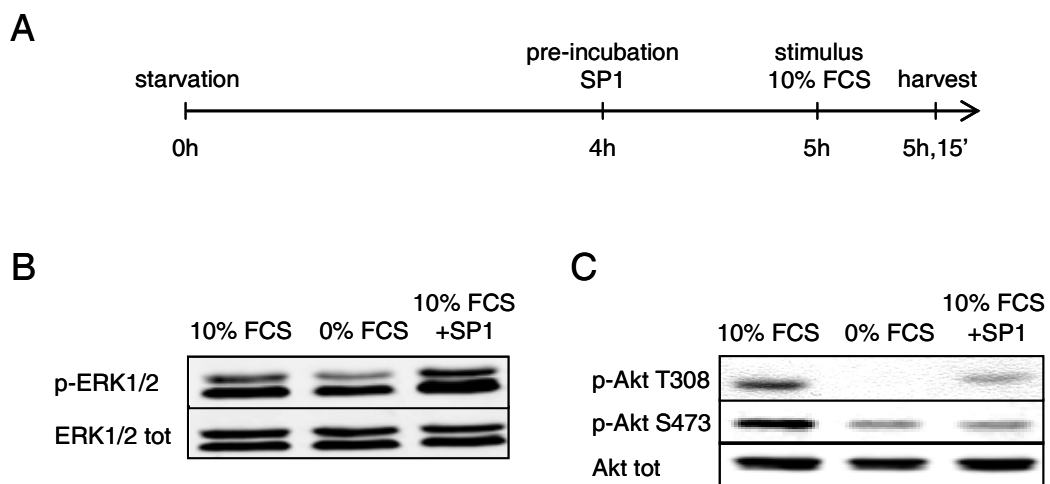 A
starvation
pre-incubation
SP1
stimulus
10% FCS
harvest
0h
4h
5h
5h,15’
B
10% FCS
0% FCS
10% FCS
+SP1
p-ERK1/2
ERK1/2 tot
C
10% FCS
0% FCS
10% FCS
+SP1
p-Akt T308
p-Akt S473
Akt tot